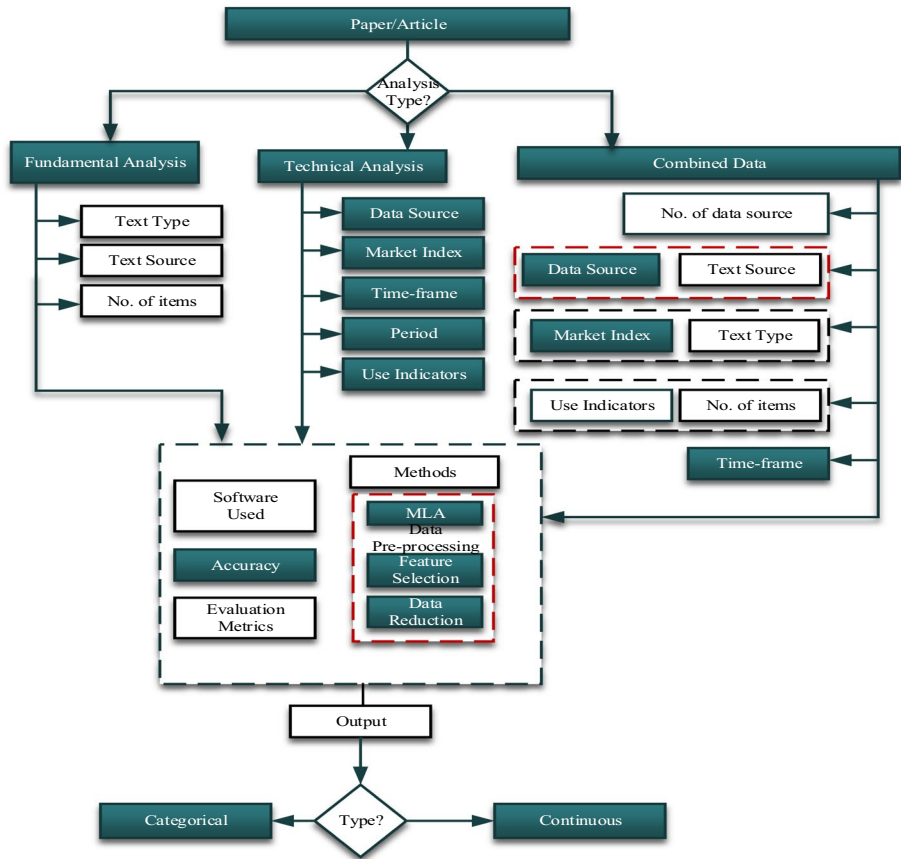 Paper/Article
Analysis
Type?
Fundamental Analysis
Technical Analysis
Combined Data
Text Type
Text Source
No. of items
Data Source
Market Index
Time-frame
Period
Use Indicators
No. of data source
Data Source
Text Source
Market Index
Text Type
Use Indicators
No. of items
Time-frame
Software
Used
Accuracy
Evaluation
Metrics
Methods
MLA
Data
Pre-processing
Feature
Selection
Data
Reduction
Output
Type?
Categorical
Continuous